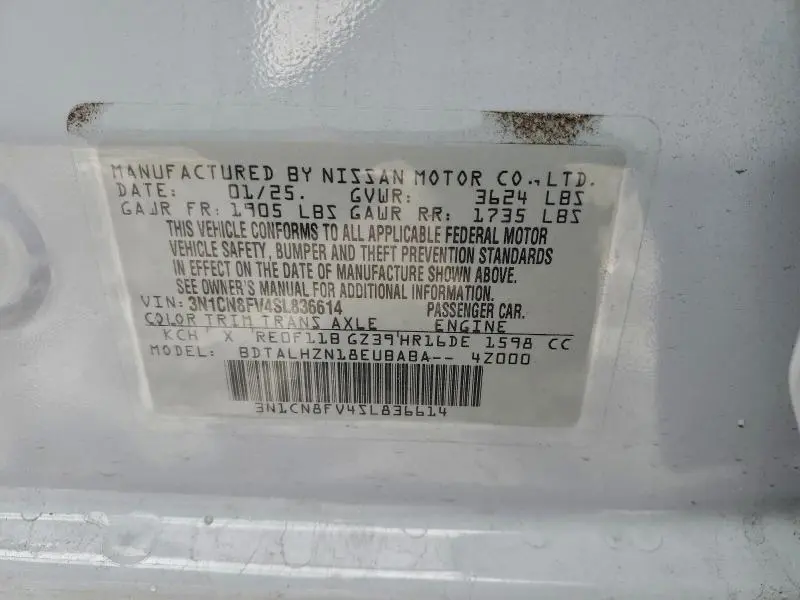 MANUFACTURED BY NISSAN MOTOR CO., LTD.
DATE: 01/25. GVWR: 3624 LBS
GAWR FR: 1905 LBS GAWR RR: 1735 LBS
THIS VEHICLE CONFORMS TO ALL APPLICABLE FEDERAL MOTOR
VEHICLE SAFETY, BUMPER AND THEFT PREVENTION STANDARDS
IN EFFECT ON THE DATE OF MANUFACTURE SHOWN ABOVE.
SEE OWNER'S MANUAL FOR ADDITIONAL INFORMATION.
VIN: 3N1CN8FV4SL836614 PASSENGER CAR.
COLOR TRIM TRANS AXLE ENGINE
KCH X RE0F11B GZ39 HR16DE 1598 CC
MODEL: BDTALHZN18EUBABA-- 4Z000
3N1CN8FV4SL836614